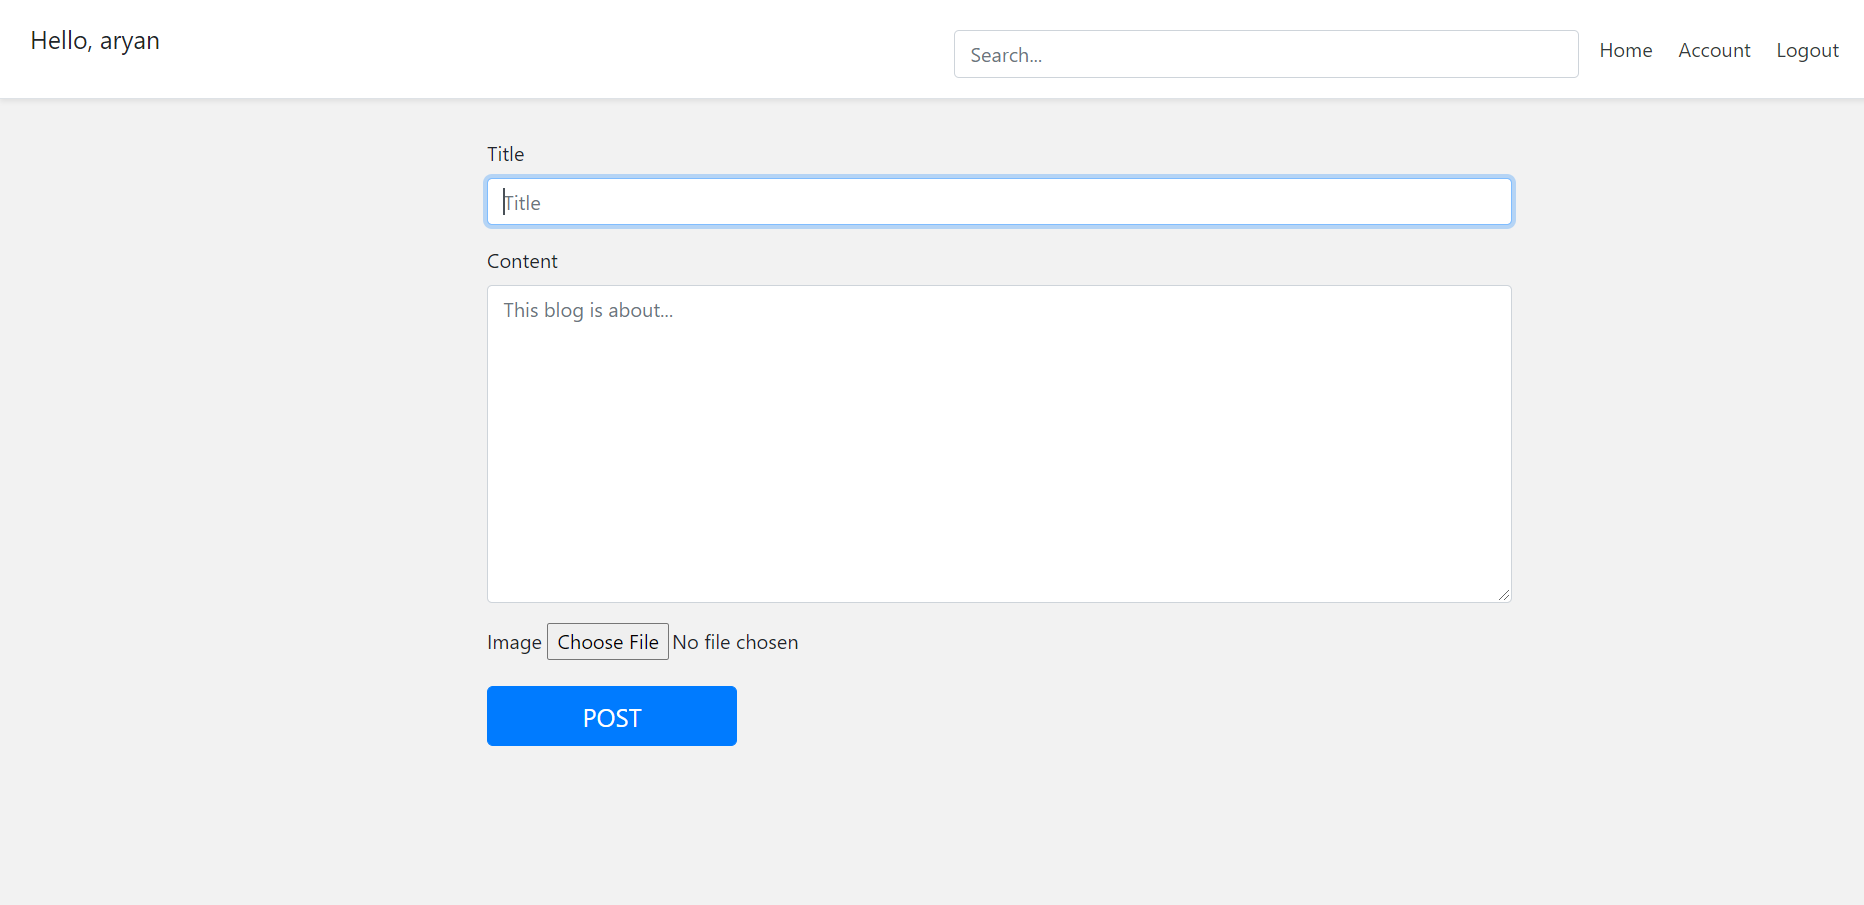 Hello, aryan
Search...
Home Account Logout
Title
Title
Content
This blog is about...
Image Choose File No file chosen
POST